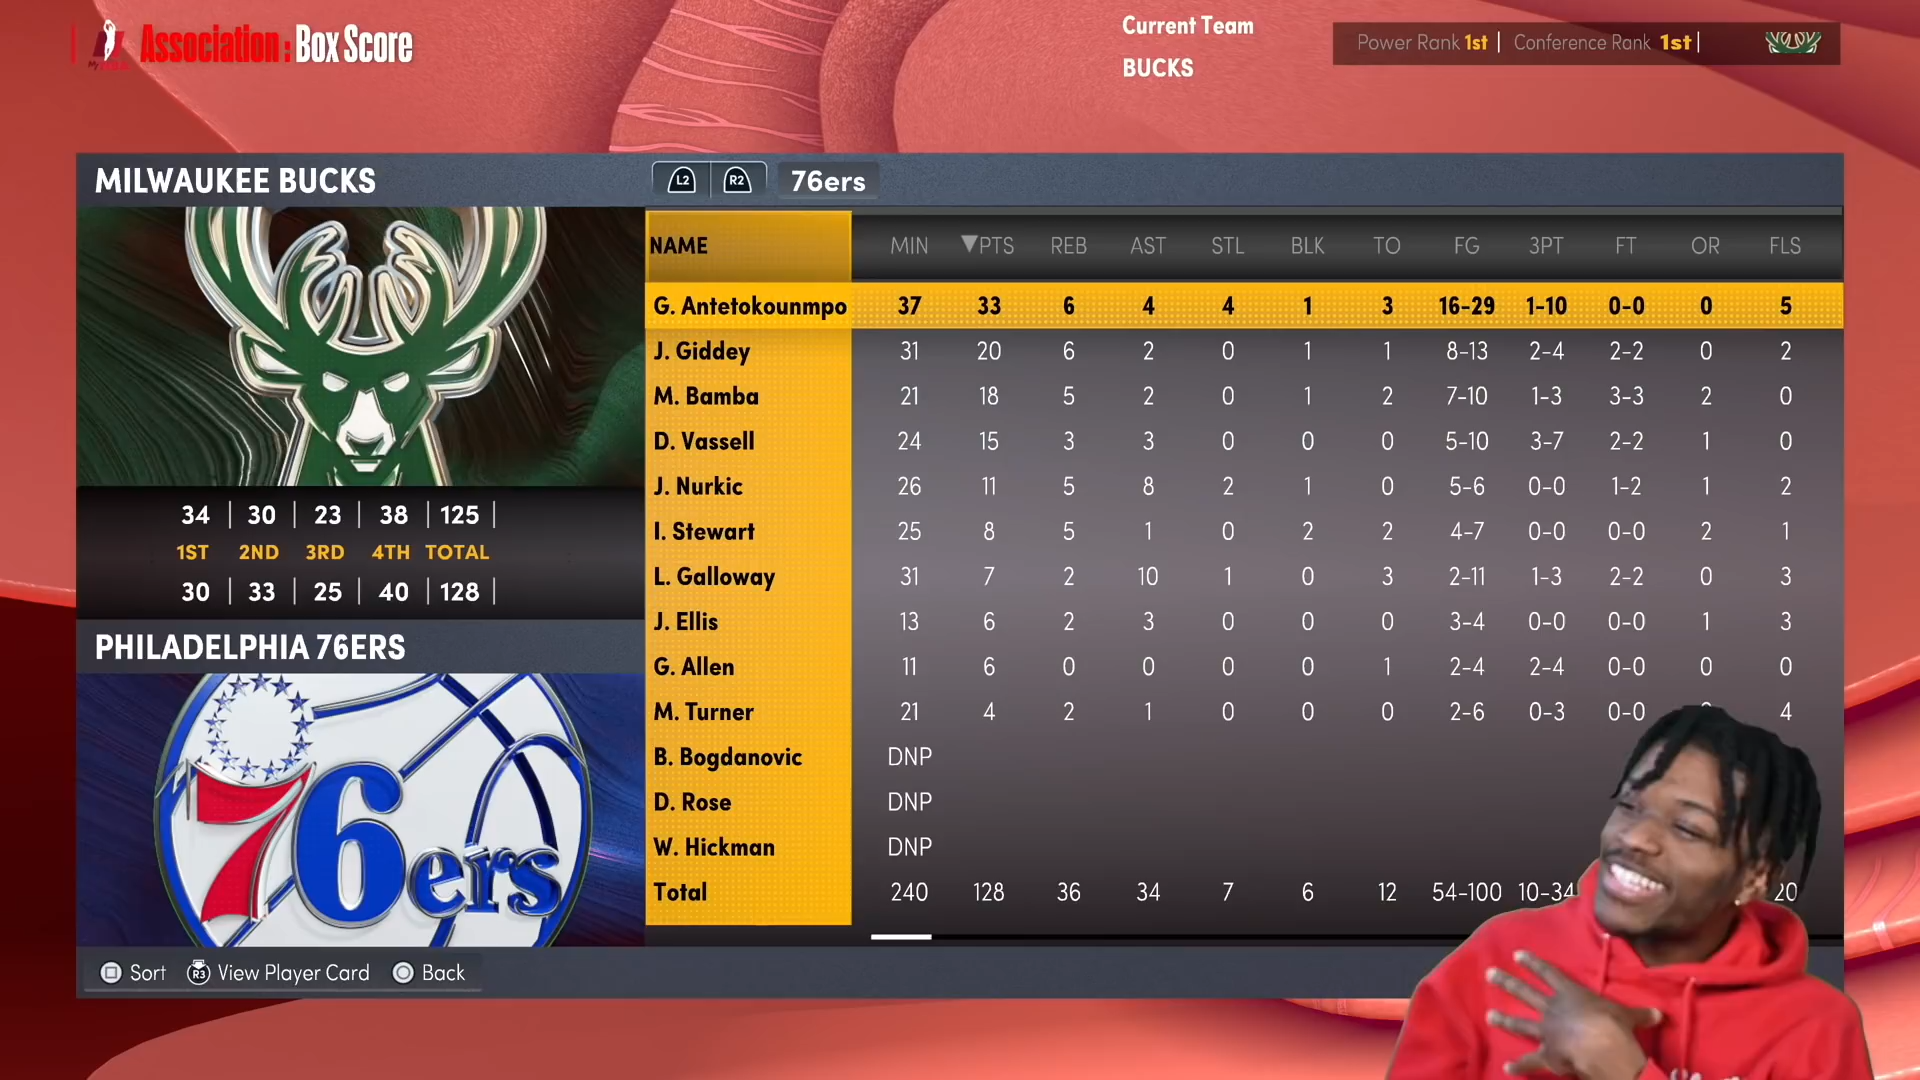 Association : Box Score
Current Team
BUCKS
Power Rank 1st | Conference Rank 1st |
MILWAUKEE BUCKS
L2 R2 76ers
34 | 30 | 23 | 38 | 125 |
1ST 2ND 3RD 4TH TOTAL
30 | 33 | 25 | 40 | 128 |
PHILADELPHIA 76ERS
76ers
NAME MIN ▼PTS REB AST STL BLK TO FG 3PT FT OR FLS
G. Antetokounmpo 37 33 6 4 4 1 3 16-29 1-10 0-0 0 5
J. Giddey 31 20 6 2 0 1 1 8-13 2-4 2-2 0 2
M. Bamba 21 18 5 2 0 1 2 7-10 1-3 3-3 2 0
D. Vassell 24 15 3 3 0 0 0 5-10 3-7 2-2 1 0
J. Nurkic 26 11 5 8 2 1 0 5-6 0-0 1-2 1 2
I. Stewart 25 8 5 1 0 2 2 4-7 0-0 0-0 2 1
L. Galloway 31 7 2 10 1 0 3 2-11 1-3 2-2 0 3
J. Ellis 13 6 2 3 0 0 0 3-4 0-0 0-0 1 3
G. Allen 11 6 0 0 0 0 1 2-4 2-4 0-0 0 0
M. Turner 21 4 2 1 0 0 0 2-6 0-3 0-0 4
B. Bogdanovic DNP
D. Rose DNP
W. Hickman DNP
Total 240 128 36 34 7 6 12 54-100 10-34 20
Sort R3 View Player Card Back